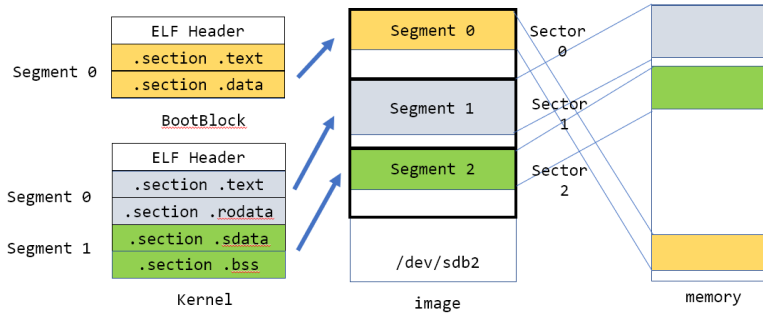 ELF Header
Segment 0
.section .text
.section .data
BootBlock
ELF Header
Segment 0
.section .text
.section .rodata
Segment 1
.section .sdata
.section .bss
Kernel
Segment 0
Segment 1
Segment 2
/dev/sdb2
image
Sector
0
Sector
1
Sector
2
memory